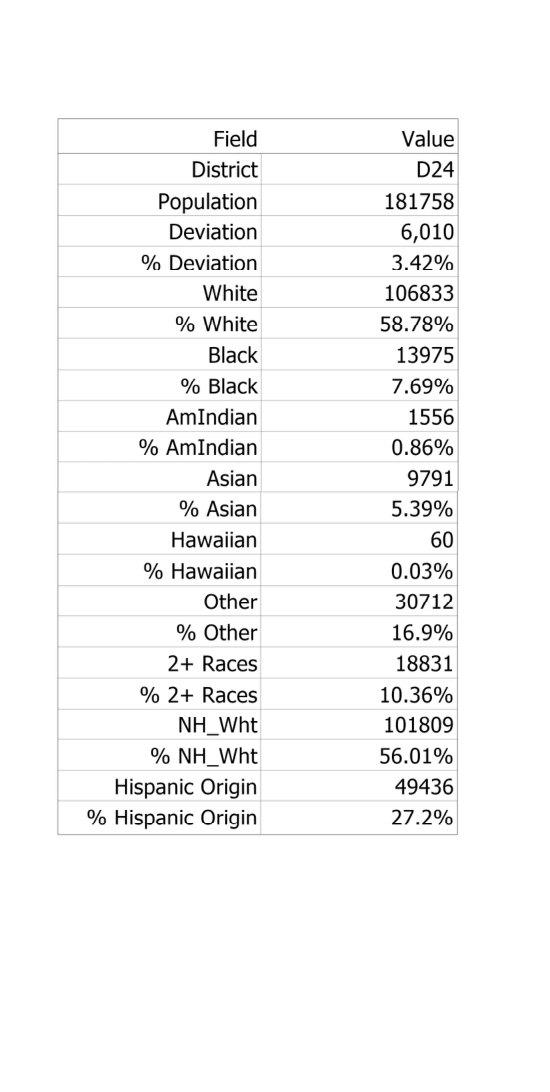 Field Value
District D24
Population 181758
Deviation 6,010
% Deviation 3.42%
White 106833
% White 58.78%
Black 13975
% Black 7.69%
AmIndian 1556
% AmIndian 0.86%
Asian 9791
% Asian 5.39%
Hawaiian 60
% Hawaiian 0.03%
Other 30712
% Other 16.9%
2+ Races 18831
% 2+ Races 10.36%
NH_Wht 101809
% NH_Wht 56.01%
Hispanic Origin 49436
% Hispanic Origin 27.2%